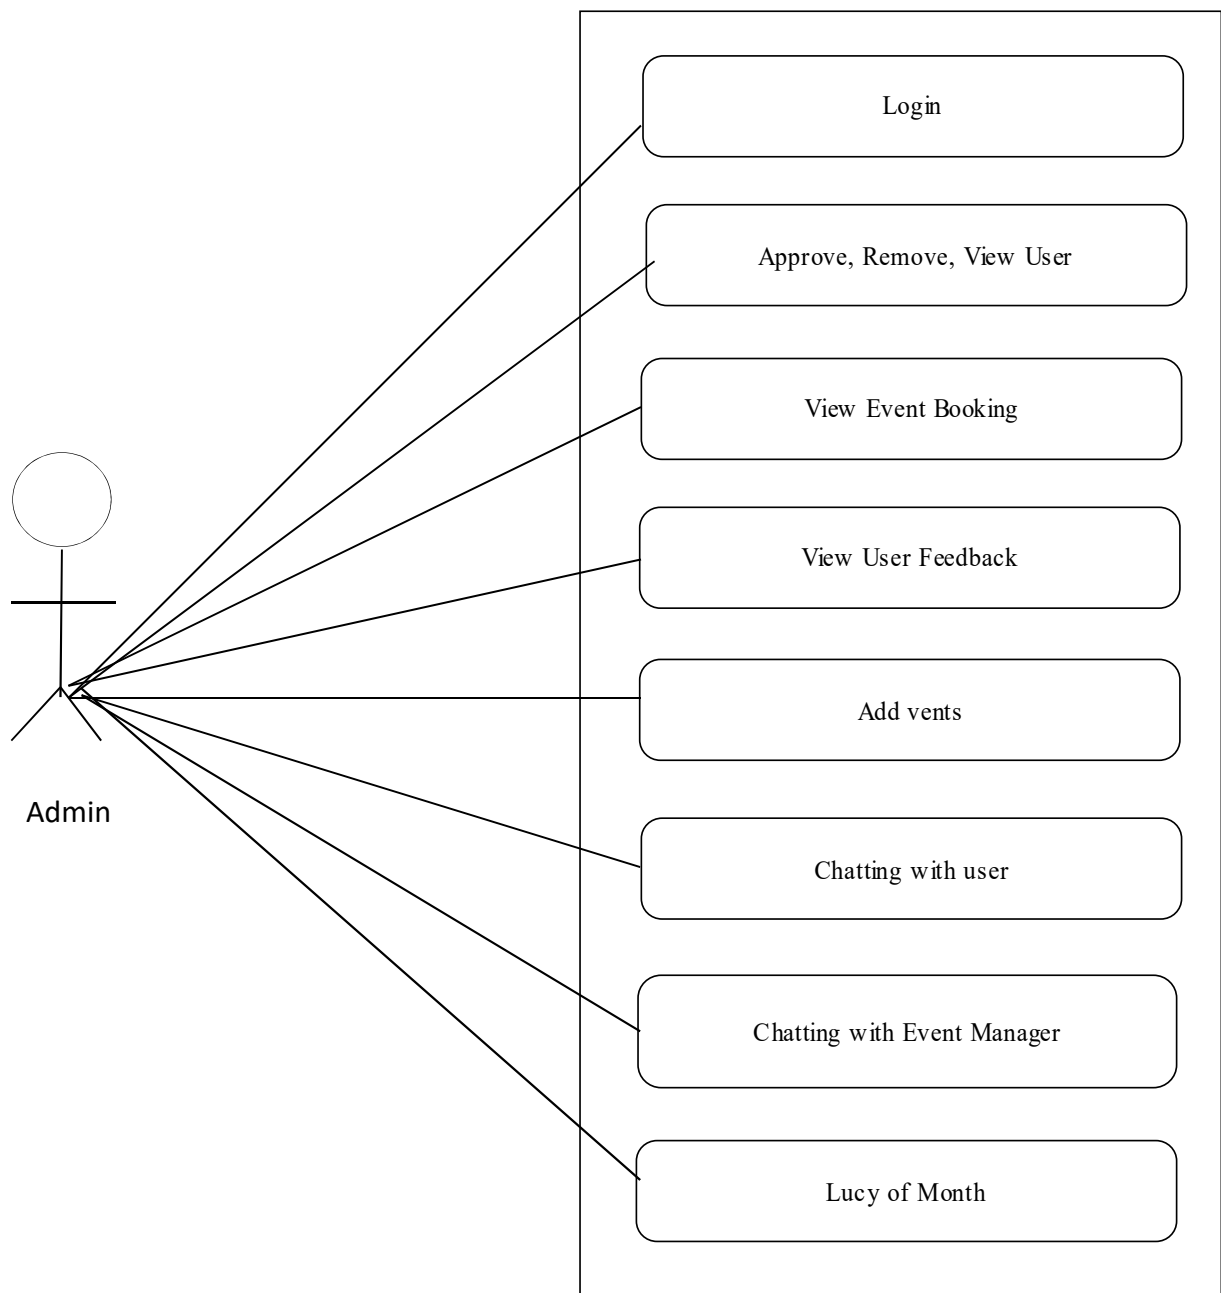 Login
Approve, Remove, View User
View Event Booking
View User Feedback
Add vents
Admin
Chatting with user
Chatting with Event Manager
Lucy of Month